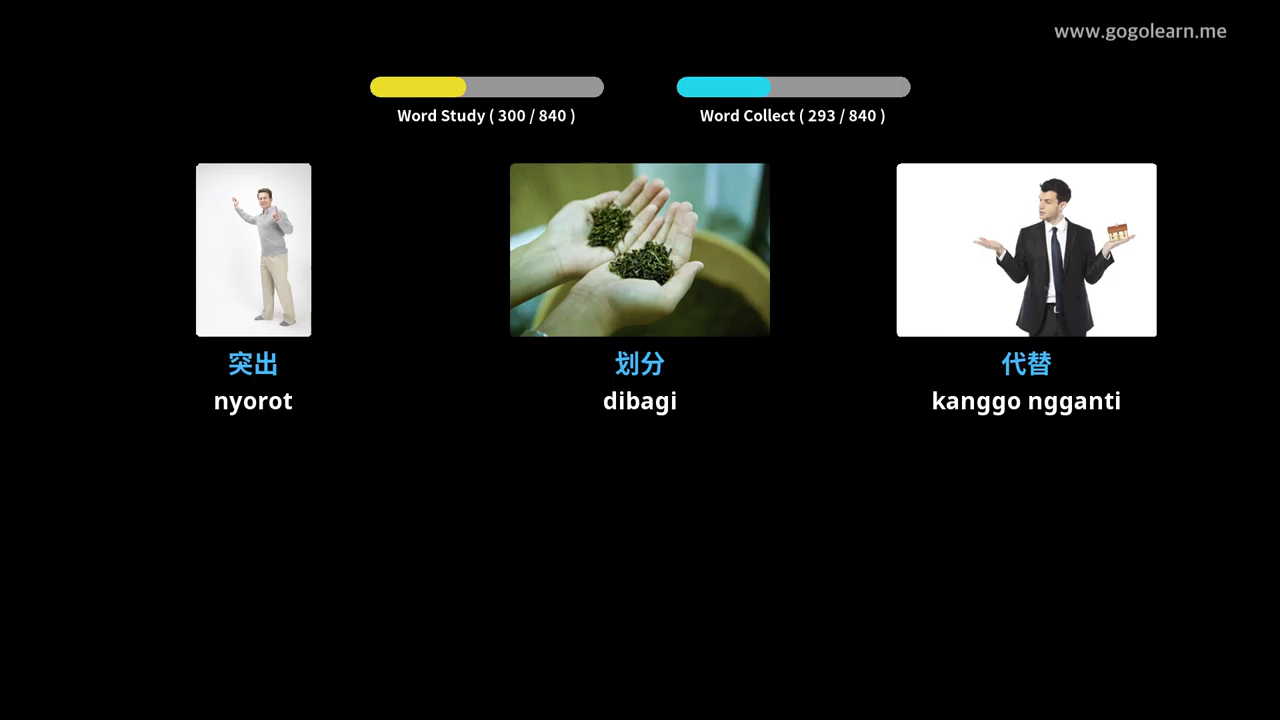 www.gogolearn.me
Word Study ( 300 / 840 )
Word Collect ( 293 / 840 )
突出
nyorot
划分
dibagi
代替
kanggo ngganti